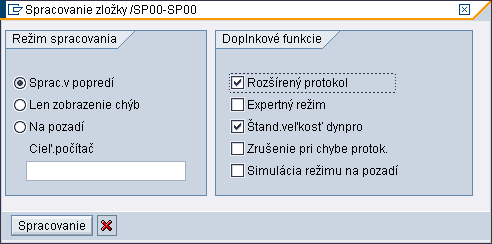 Spracovanie zložky /SP00-SP00
Režim spracovania
Sprac.v popredí
Len zobrazenie chýb
Na pozadí
Cieľ.počítač
Doplnkové funkcie
Rozšírený protokol
Expertný režim
Štand.veľkosť dynpro
Zrušenie pri chybe protok.
Simulácia režimu na pozadí
Spracovanie